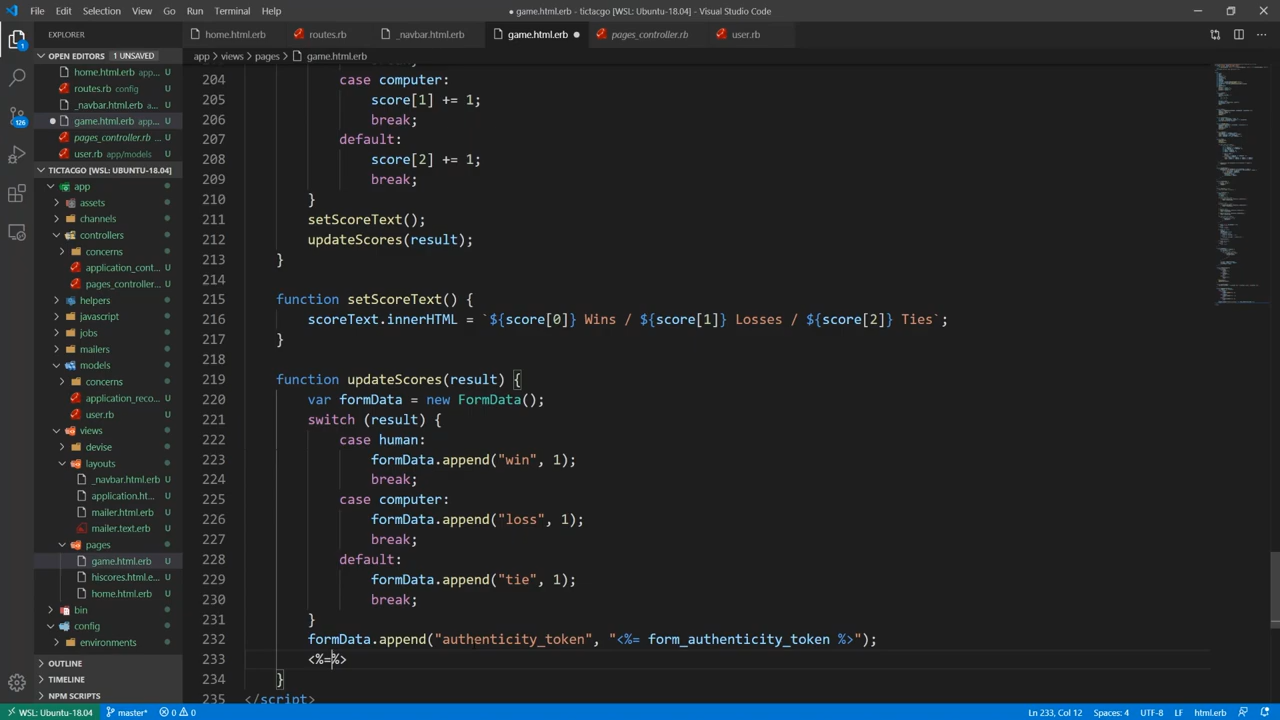 File Edit Selection View Go Run Terminal Help
● game.html.erb - tictacgo [WSL: Ubuntu-18.04] - Visual Studio Code
EXPLORER
home.html.erb
routes.rb
_navbar.html.erb
game.html.erb
pages_controller.rb
user.rb
OPEN EDITORS 1 UNSAVED
app > views > pages > game.html.erb
home.html.erb app...
routes.rb config
_navbar.html.erb ap...
game.html.erb app...
pages_controller.rb
user.rb app/models
TICTACGO [WSL: UBUNTU-18.04]
app
assets
channels U
controllers
concerns
application_cont... U
pages_controller... U
helpers
javascript
jobs
mailers
models
concerns
application_reco... U
user.rb U
views
devise
layouts
_navbar.html.erb U
application.ht... U
mailer.html.erb U
mailer.text.erb U
pages
game.html.erb U
hiscores.html.e... U
home.html.erb U
bin
config
environments
OUTLINE
TIMELINE
NPM SCRIPTS
1
126
204 case computer:
205 score[1] += 1;
206 break;
207 default:
208 score[2] += 1;
209 break;
210 }
211 setScoreText();
212 updateScores(result);
213 }
214
215 function setScoreText() {
216 scoreText.innerHTML = `${score[0]} Wins / ${score[1]} Losses / ${score[2]} Ties`;
217 }
218
219 function updateScores(result) {
220 var formData = new FormData();
221 switch (result) {
222 case human:
223 formData.append("win", 1);
224 break;
225 case computer:
226 formData.append("loss", 1);
227 break;
228 default:
229 formData.append("tie", 1);
230 break;
231 }
232 formData.append("authenticity_token", "<%= form_authenticity_token %>");
233 <%=%>
234 }
235 </script>
WSL: Ubuntu-18.04 master* 0 0 Ln 233, Col 12 Spaces: 4 UTF-8 LF html.erb